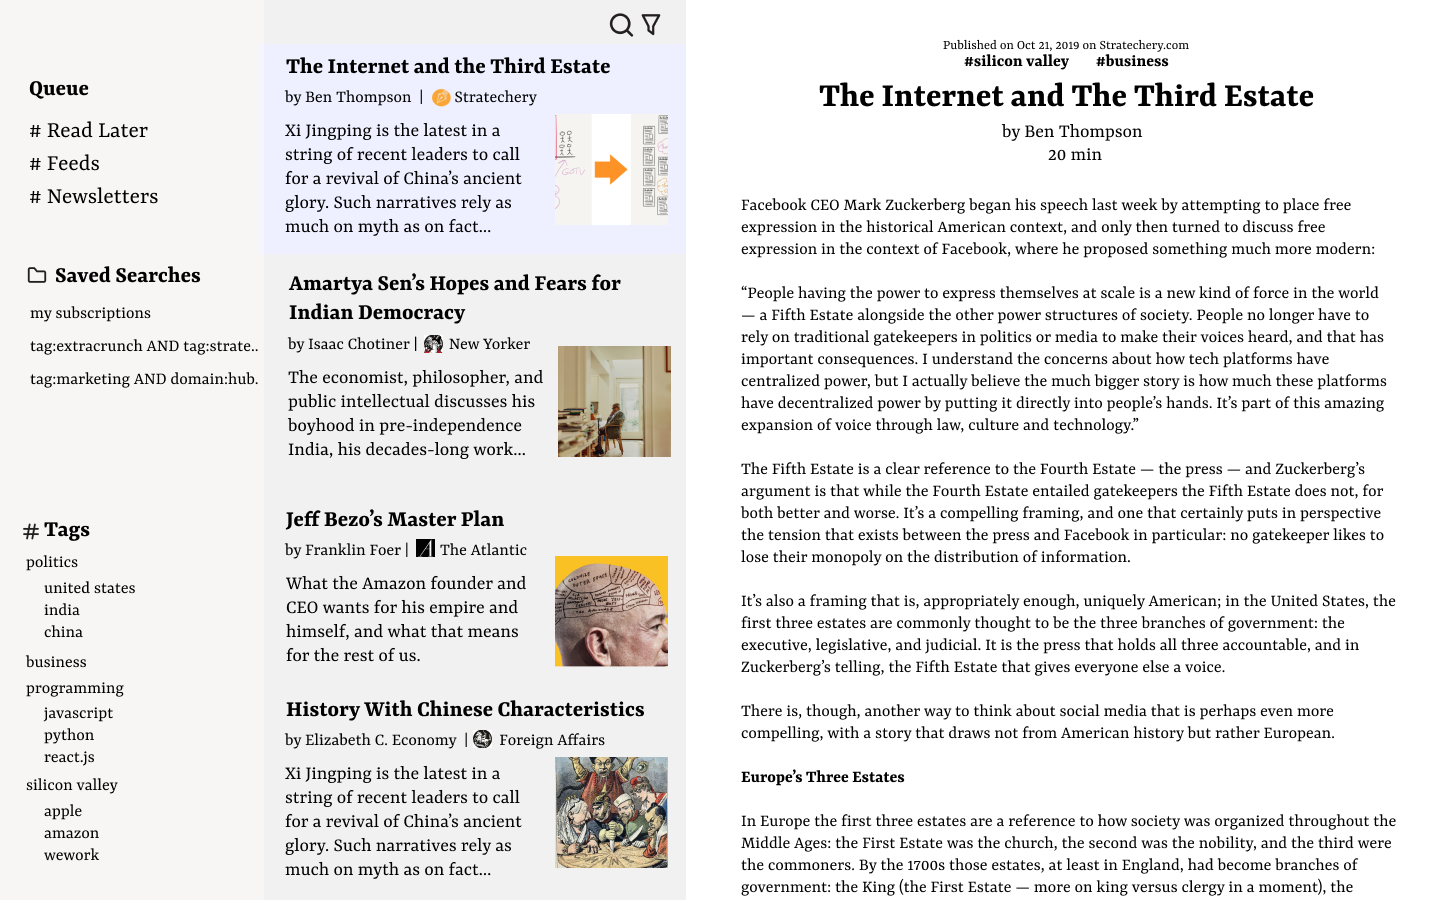 Queue
# Read Later
# Feeds
# Newsletters
Saved Searches
my subscriptions
tag:extracrunch AND tag:strate..
tag:marketing AND domain:hub.
# Tags
politics
united states
india
china
business
programming
javascript
python
react.js
silicon valley
apple
amazon
wework
The Internet and the Third Estate
by Ben Thompson | Stratechery
Xi Jingping is the latest in a
string of recent leaders to call
for a revival of China's ancient
glory. Such narratives rely as
much on myth as on fact...
Amartya Sen's Hopes and Fears for
Indian Democracy
by Isaac Chotiner | New Yorker
The economist, philosopher, and
public intellectual discusses his
boyhood in pre-independence
India, his decades-long work...
Jeff Bezo's Master Plan
by Franklin Foer | The Atlantic
What the Amazon founder and
CEO wants for his empire and
himself, and what that means
for the rest of us.
History With Chinese Characteristics
by Elizabeth C. Economy | Foreign Affairs
Xi Jingping is the latest in a
string of recent leaders to call
for a revival of China's ancient
glory. Such narratives rely as
much on myth as on fact...
Published on Oct 21, 2019 on Stratechery.com
#silicon valley #business
The Internet and The Third Estate
by Ben Thompson
20 min
Facebook CEO Mark Zuckerberg began his speech last week by attempting to place free
expression in the historical American context, and only then turned to discuss free
expression in the context of Facebook, where he proposed something much more modern:
“People having the power to express themselves at scale is a new kind of force in the world
— a Fifth Estate alongside the other power structures of society. People no longer have to
rely on traditional gatekeepers in politics or media to make their voices heard, and that has
important consequences. I understand the concerns about how tech platforms have
centralized power, but I actually believe the much bigger story is how much these platforms
have decentralized power by putting it directly into people's hands. It's part of this amazing
expansion of voice through law, culture and technology.”
The Fifth Estate is a clear reference to the Fourth Estate — the press — and Zuckerberg's
argument is that while the Fourth Estate entailed gatekeepers the Fifth Estate does not, for
both better and worse. It's a compelling framing, and one that certainly puts in perspective
the tension that exists between the press and Facebook in particular: no gatekeeper likes to
lose their monopoly on the distribution of information.
It's also a framing that is, appropriately enough, uniquely American; in the United States, the
first three estates are commonly thought to be the three branches of government: the
executive, legislative, and judicial. It is the press that holds all three accountable, and in
Zuckerberg's telling, the Fifth Estate that gives everyone else a voice.
There is, though, another way to think about social media that is perhaps even more
compelling, with a story that draws not from American history but rather European.
Europe's Three Estates
In Europe the first three estates are a reference to how society was organized throughout the
Middle Ages: the First Estate was the church, the second was the nobility, and the third were
the commoners. By the 1700s those estates, at least in England, had become branches of
government: the King (the First Estate — more on king versus clergy in a moment), the